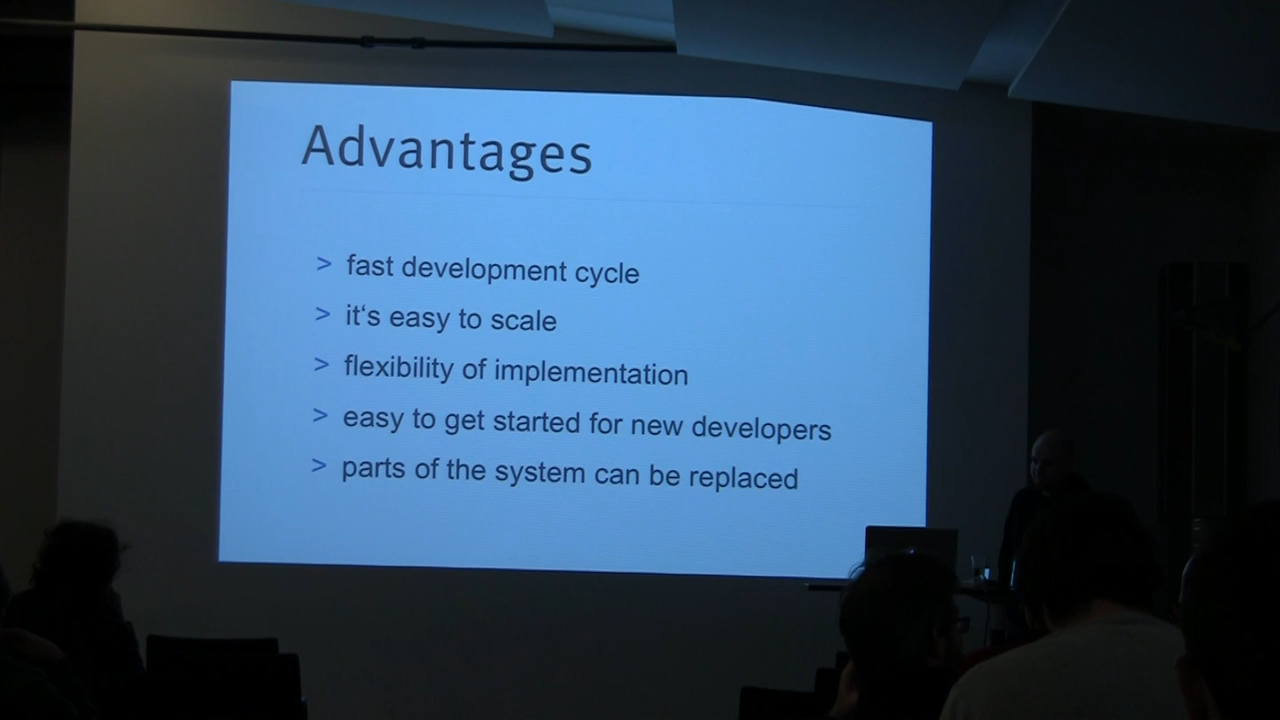 Advantages
> fast development cycle
> it‘s easy to scale
> flexibility of implementation
> easy to get started for new developers
> parts of the system can be replaced